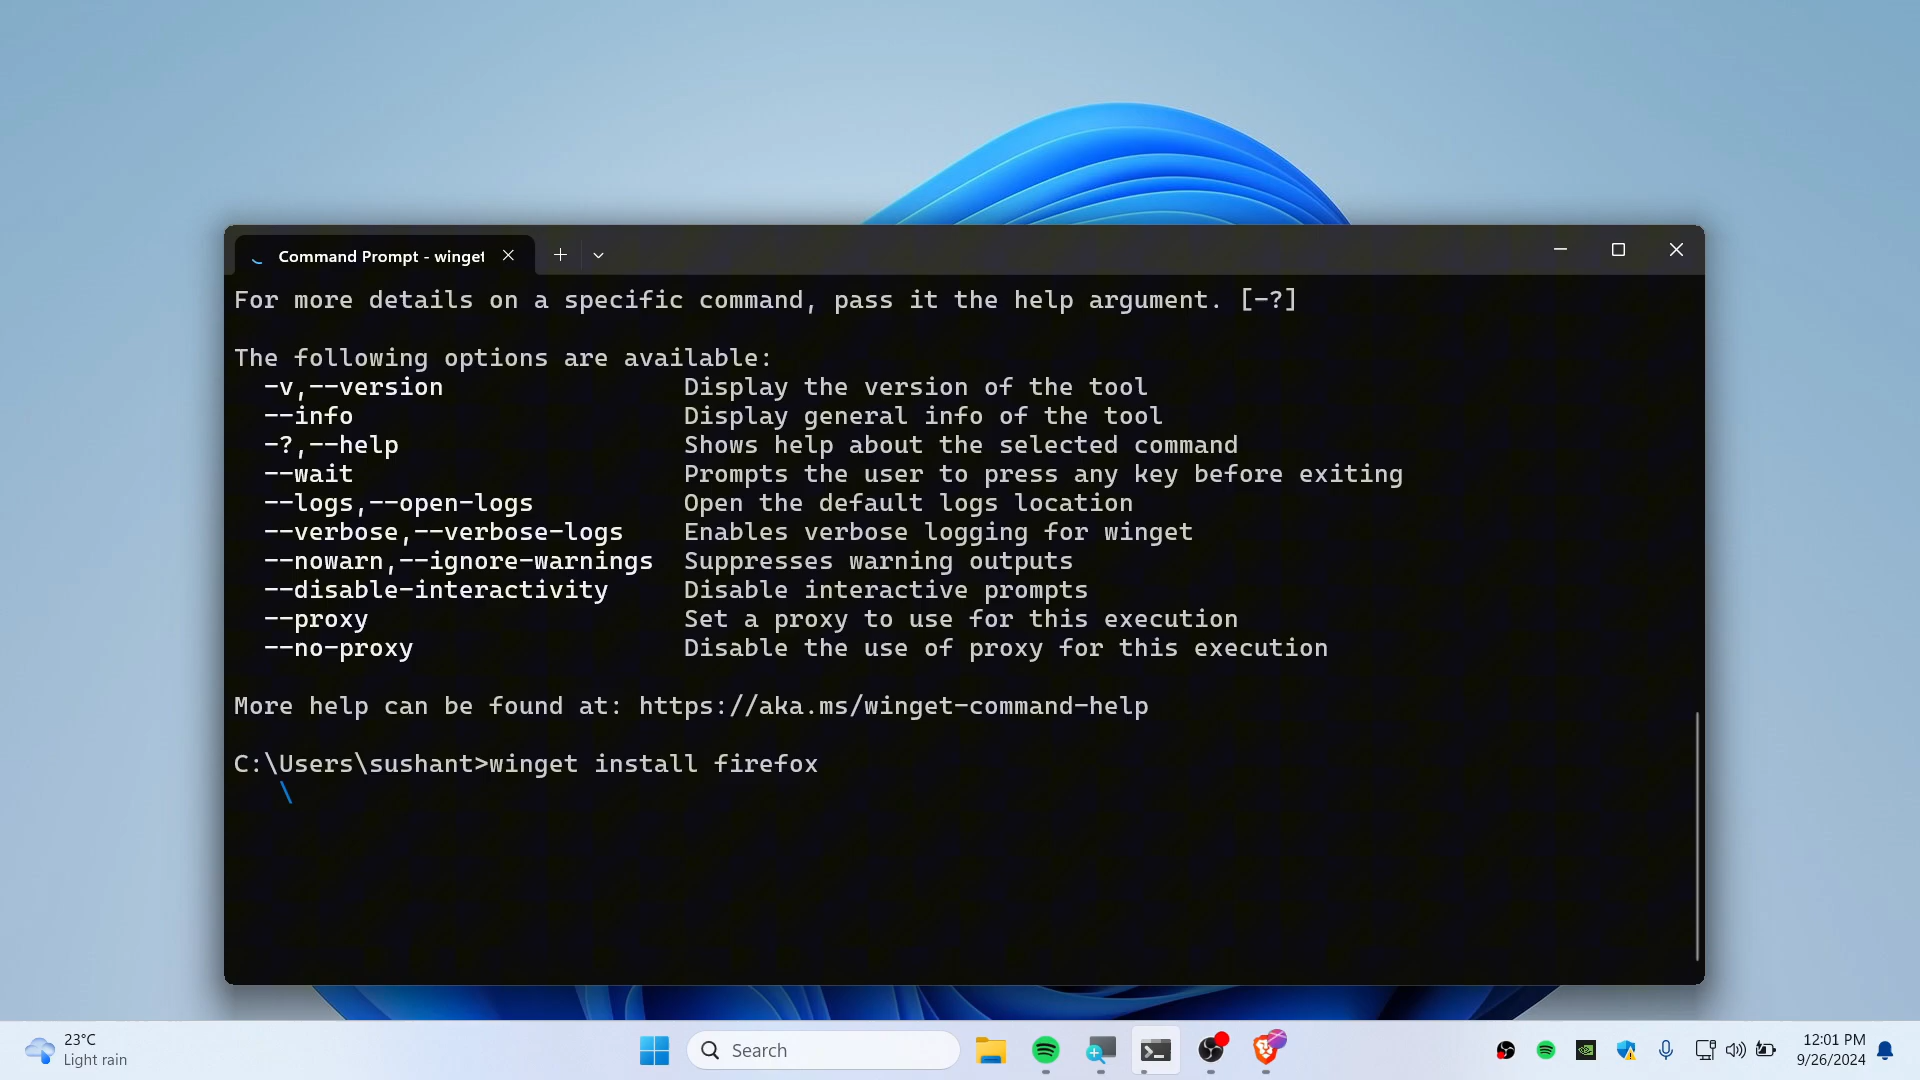 Command Prompt - winget
For more details on a specific command, pass it the help argument. [-?]
The following options are available:
-v,--version Display the version of the tool
--info Display general info of the tool
-?,--help Shows help about the selected command
--wait Prompts the user to press any key before exiting
--logs,--open-logs Open the default logs location
--verbose,--verbose-logs Enables verbose logging for winget
--nowarn,--ignore-warnings Suppresses warning outputs
--disable-interactivity Disable interactive prompts
--proxy Set a proxy to use for this execution
--no-proxy Disable the use of proxy for this execution
More help can be found at: https://aka.ms/winget-command-help
C:\Users\sushant>winget install firefox
\
23°C
Light rain
Search
12:01 PM
9/26/2024